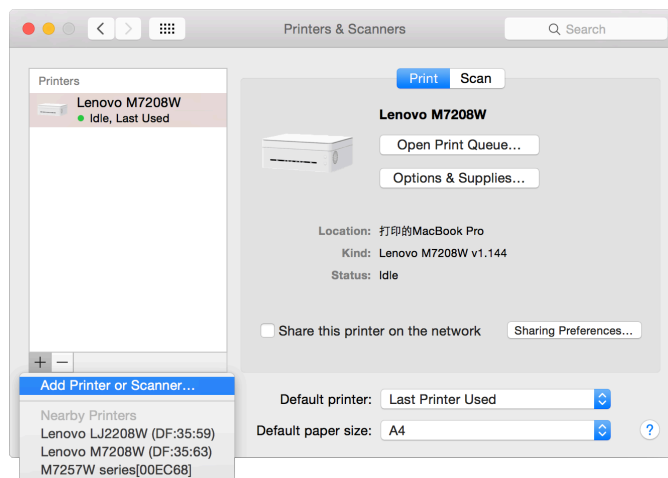 Printers & Scanners
Search
Printers
Lenovo M7208W
Idle, Last Used
Print
Scan
Lenovo M7208W
Open Print Queue...
Options & Supplies...
Location: 打印的MacBook Pro
Kind: Lenovo M7208W v1.144
Status: Idle
Share this printer on the network
Sharing Preferences...
+ −
Add Printer or Scanner...
Nearby Printers
Lenovo LJ2208W (DF:35:59)
Lenovo M7208W (DF:35:63)
M7257W series[00EC68]
Default printer: Last Printer Used
Default paper size: A4
?